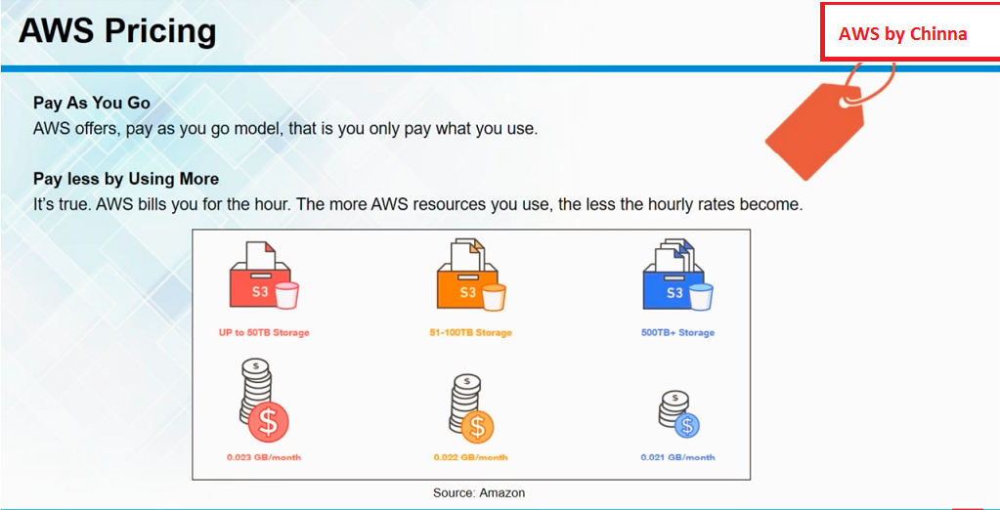 AWS Pricing
AWS by Chinna
Pay As You Go
AWS offers, pay as you go model, that is you only pay what you use.
Pay less by Using More
It's true. AWS bills you for the hour. The more AWS resources you use, the less the hourly rates become.
S3 S3 S3
UP to 50TB Storage 51-100TB Storage 500TB+ Storage
$ $ $
$ $ $
0.023 GB/month 0.022 GB/month 0.021 GB/month
Source: Amazon